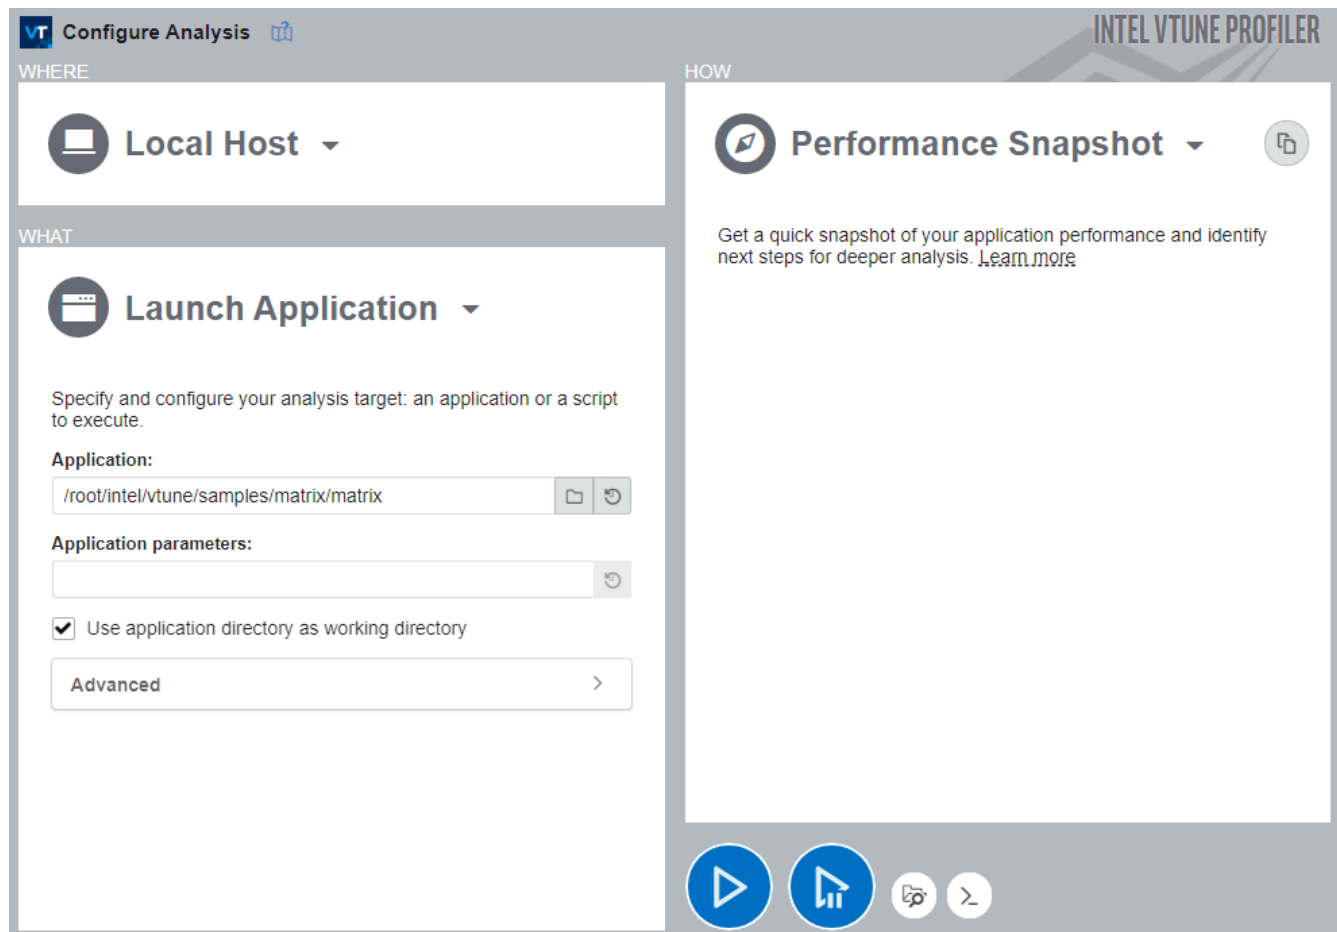 VT Configure Analysis
INTEL VTUNE PROFILER
WHERE
Local Host
WHAT
Launch Application
Specify and configure your analysis target: an application or a script
to execute.
Application:
/root/intel/vtune/samples/matrix/matrix
Application parameters:
Use application directory as working directory
Advanced
HOW
Performance Snapshot
Get a quick snapshot of your application performance and identify
next steps for deeper analysis. Learn more